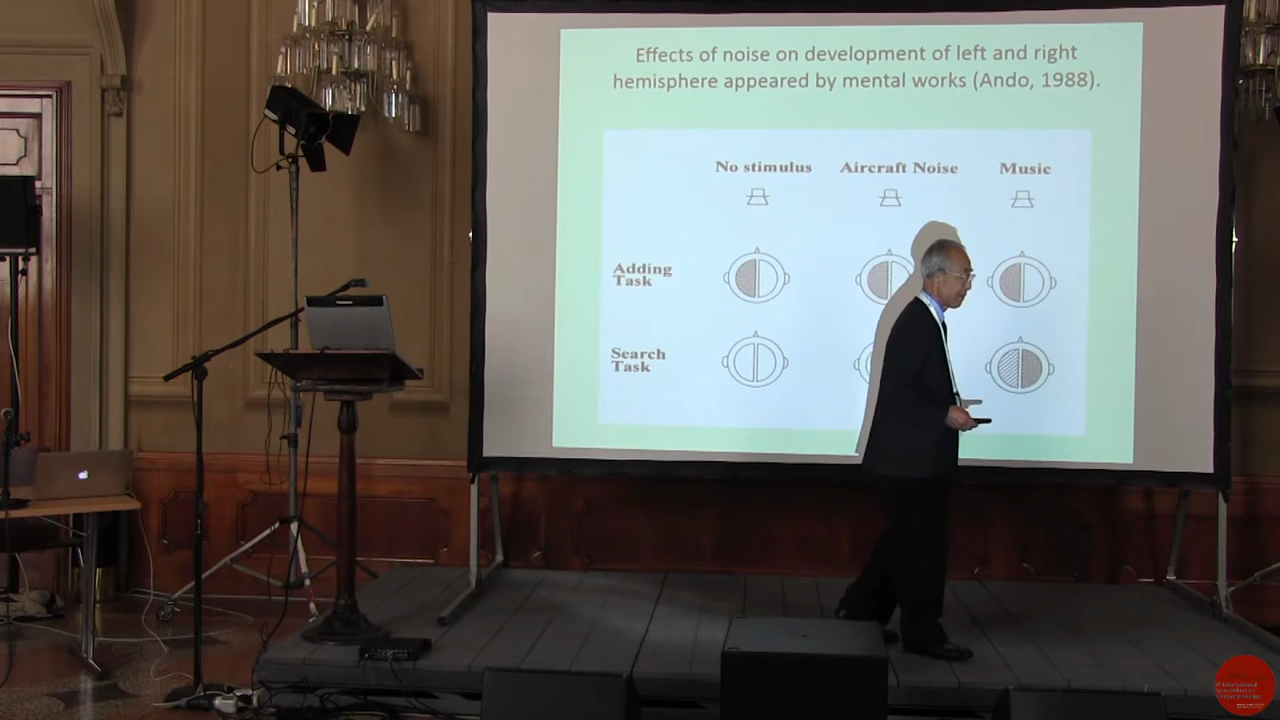 Effects of noise on development of left and right
hemisphere appeared by mental works (Ando, 1988).
No stimulus
Aircraft Noise
Music
Adding
Task
Search
Task